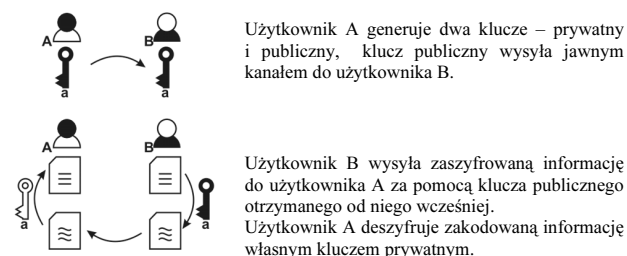 A
B
Użytkownik A generuje dwa klucze – prywatny
i publiczny, klucz publiczny wysyła jawnym
kanałem do użytkownika B.
a
a
A
B
Użytkownik B wysyła zaszyfrowaną informację
do użytkownika A za pomocą klucza publicznego
otrzymanego od niego wcześniej.
Użytkownik A deszyfruje zakodowaną informację
własnym kluczem prywatnym.
a
a